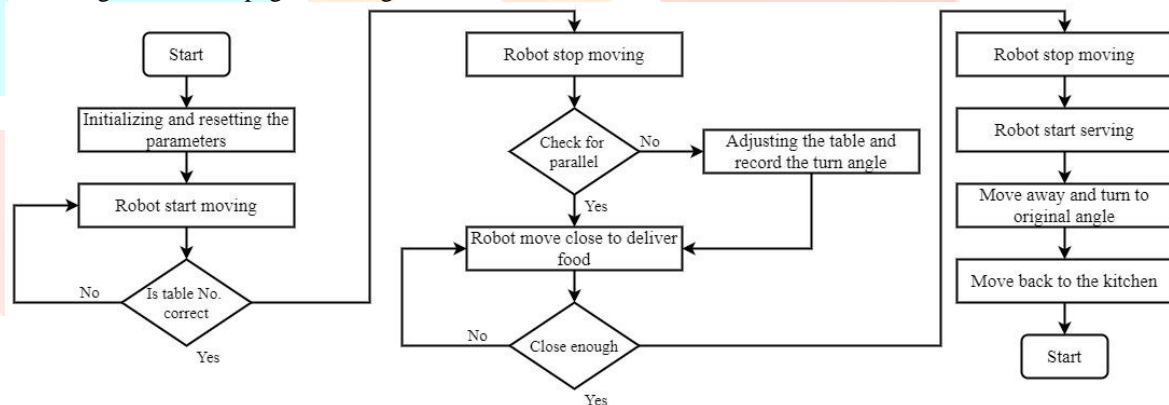 Start
Initializing and resetting the
parameters
Robot start moving
Is table No.
correct
No
Yes
Robot stop moving
Check for
parallel
No
Adjusting the table and
record the turn angle
Yes
Robot move close to deliver
food
Close enough
No
Yes
Robot stop moving
Robot start serving
Move away and turn to
original angle
Move back to the kitchen
Start